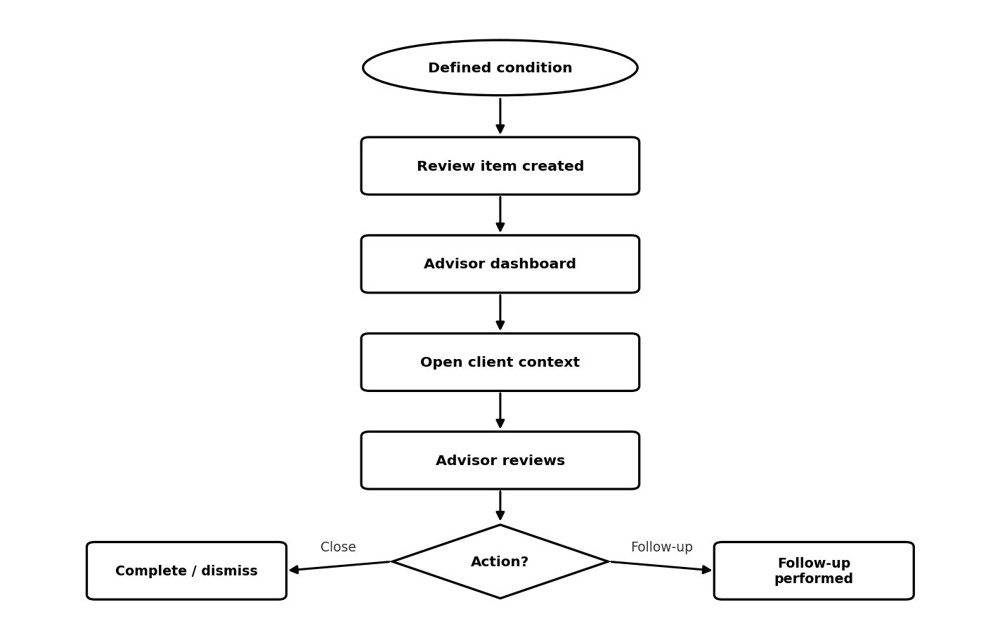 Defined condition
Review item created
Advisor dashboard
Open client context
Advisor reviews
Action?
Close
Complete / dismiss
Follow-up
Follow-up
performed